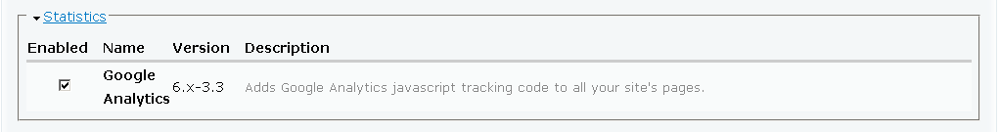 Statistics
Enabled Name Version Description
Google
Analytics 6.x-3.3 Adds Google Analytics javascript tracking code to all your site's pages.